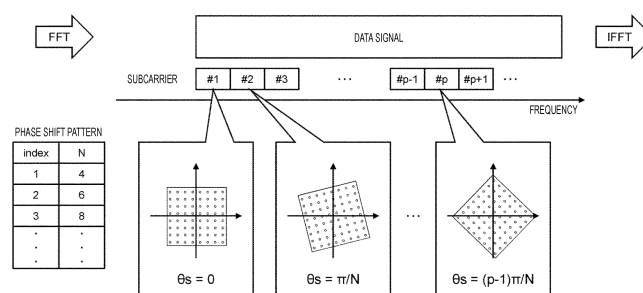 FFT
DATA SIGNAL
IFFT
SUBCARRIER #1 #2 #3 ··· #p-1 #p #p+1 ···
FREQUENCY
PHASE SHIFT PATTERN
index N
1 4
2 6
3 8
· ·
· ·
· ·
···
θs = 0
θs = π/N
θs = (p-1)π/N